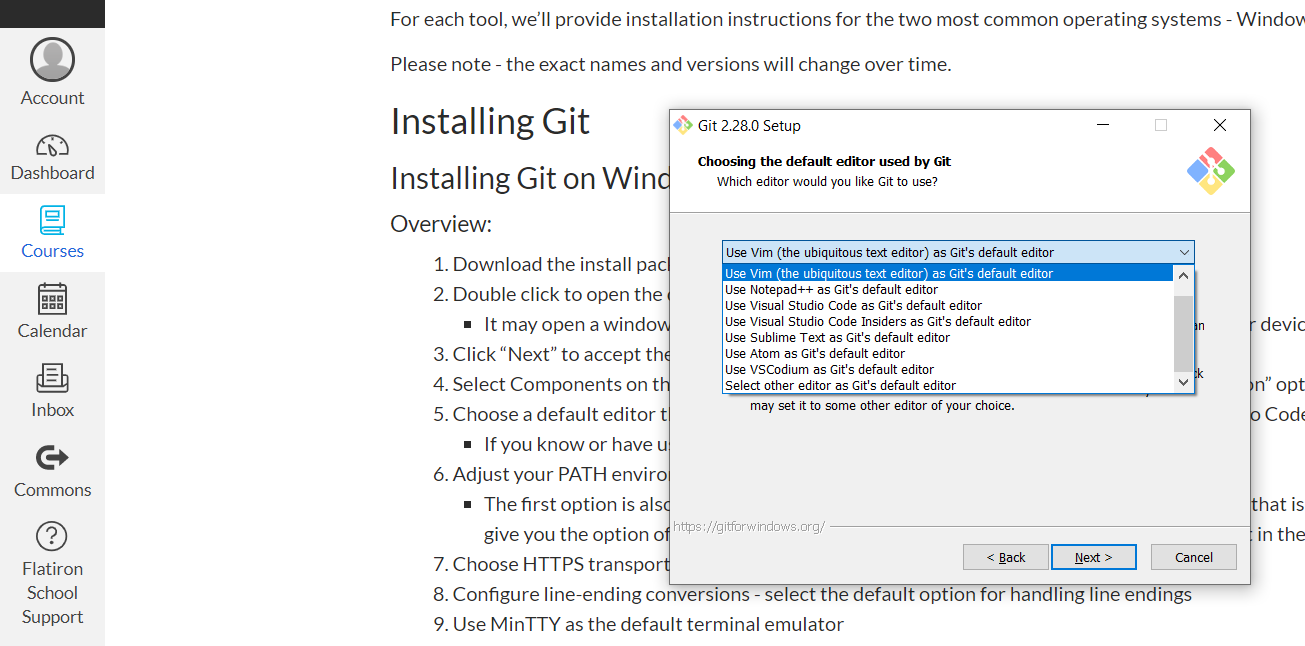 Account
Dashboard
Courses
Calendar
Inbox
Commons
Flatiron
School
Support
For each tool, we’ll provide installation instructions for the two most common operating systems - Window
Please note - the exact names and versions will change over time.
Installing Git
Installing Git on Wind
Overview:
1. Download the install pac
2. Double click to open the
It may open a window
r devic
3. Click “Next” to accept the
4. Select Components on th
on” opt
5. Choose a default editor t
o Code
If you know or have u
6. Adjust your PATH enviro
The first option is also
that is
give you the option of
in the
7. Choose HTTPS transport
8. Configure line-ending conversions - select the default option for handling line endings
9. Use MinTTY as the default terminal emulator
Git 2.28.0 Setup
Choosing the default editor used by Git
Which editor would you like Git to use?
Use Vim (the ubiquitous text editor) as Git's default editor
Use Vim (the ubiquitous text editor) as Git's default editor
Use Notepad++ as Git's default editor
Use Visual Studio Code as Git's default editor
Use Visual Studio Code Insiders as Git's default editor
Use Sublime Text as Git's default editor
Use Atom as Git's default editor
Use VSCodium as Git's default editor
Select other editor as Git's default editor
an
ck
may set it to some other editor of your choice.
https://gitforwindows.org/
< Back
Next >
Cancel